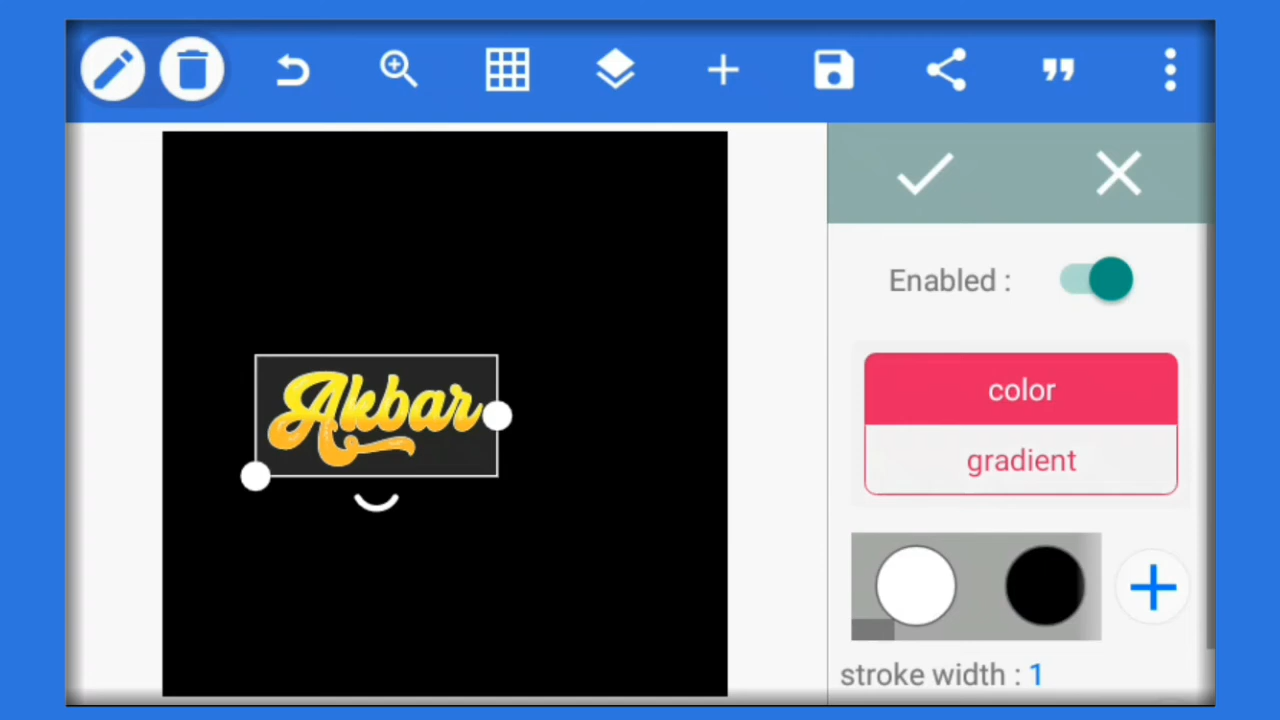 Enabled :
color
Akbar
gradient
stroke width : 1